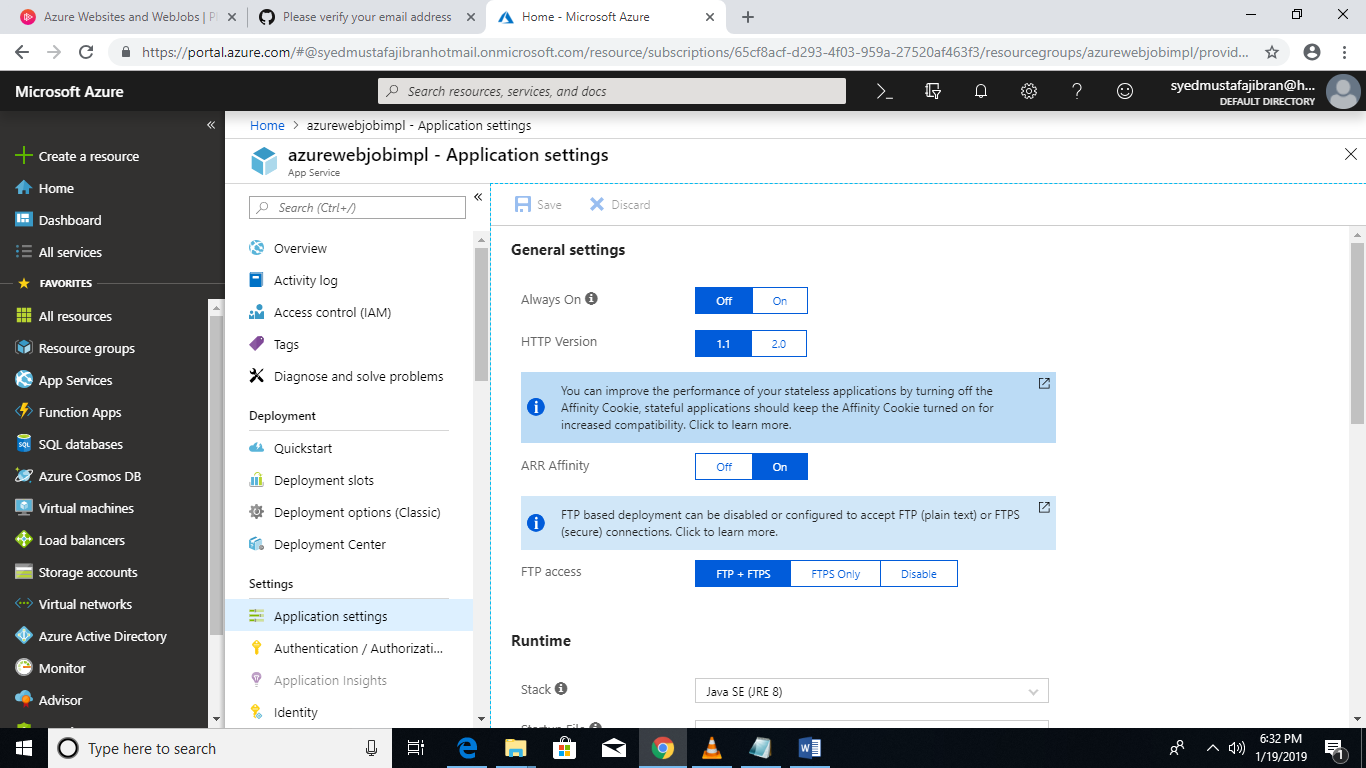 Azure Websites and WebJobs | Pl
Please verify your email address
Home - Microsoft Azure
https://portal.azure.com/#@syedmustafajibranhotmail.onmicrosoft.com/resource/subscriptions/65cf8acf-d293-4f03-959a-27520af463f3/resourcegroups/azurewebjobimpl/provid...
Microsoft Azure
Search resources, services, and docs
syedmustafajibran@h...
DEFAULT DIRECTORY
Create a resource
Home
Dashboard
All services
FAVORITES
All resources
Resource groups
App Services
Function Apps
SQL databases
Azure Cosmos DB
Virtual machines
Load balancers
Storage accounts
Virtual networks
Azure Active Directory
Monitor
Advisor
Home > azurewebjobimpl - Application settings
azurewebjobimpl - Application settings
App Service
Search (Ctrl+/)
Overview
Activity log
Access control (IAM)
Tags
Diagnose and solve problems
Deployment
Quickstart
Deployment slots
Deployment options (Classic)
Deployment Center
Settings
Application settings
Authentication / Authorizati...
Application Insights
Identity
Save Discard
General settings
Always On Off On
HTTP Version 1.1 2.0
You can improve the performance of your stateless applications by turning off the
Affinity Cookie, stateful applications should keep the Affinity Cookie turned on for
increased compatibility. Click to learn more.
ARR Affinity Off On
FTP based deployment can be disabled or configured to accept FTP (plain text) or FTPS
(secure) connections. Click to learn more.
FTP access FTP + FTPS FTPS Only Disable
Runtime
Stack Java SE (JRE 8)
Startup File
Type here to search
6:32 PM
1/19/2019
1